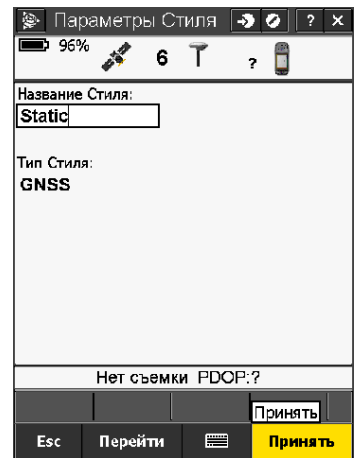 Параметры Стиля ? ×
96% 6 ?
Название Стиля:
Static
Тип Стиля:
GNSS
Нет съемки PDOP:?
Принять
Esc Перейти Принять